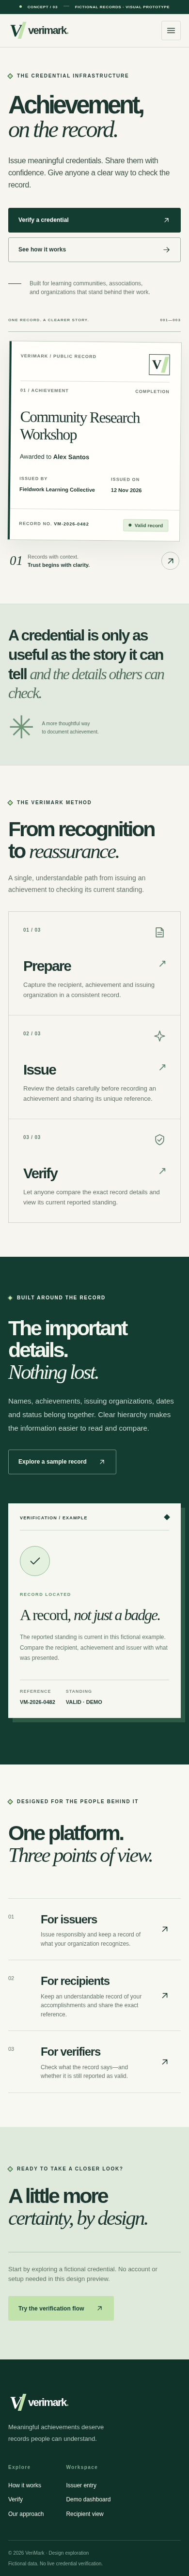 CONCEPT / 03 — FICTIONAL RECORDS · VISUAL PROTOTYPE
V verimark.
THE CREDENTIAL INFRASTRUCTURE
Achievement,
on the record.
Issue meaningful credentials. Share them with
confidence. Give anyone a clear way to check the
record.
Verify a credential
See how it works
Built for learning communities, associations,
and organizations that stand behind their work.
ONE RECORD. A CLEARER STORY.
VERIMARK / PUBLIC RECORD
V
01 / ACHIEVEMENT
COMPLETION
Community Research
Workshop
Awarded to Alex Santos
ISSUED BY
ISSUED ON
Fieldwork Learning Collective
12 Nov 2026
RECORD NO. VM-2026-0482
Valid record
01
Records with context.
Trust begins with clarity.
A credential is only as
useful as the story it can
tell and the details others can
check.
A more thoughtful way
to document achievement.
THE VERIMARK METHOD
From recognition
to reassurance.
A single, understandable path from issuing an
achievement to checking its current standing.
01 / 03
Prepare
Capture the recipient, achievement and issuing
organization in a consistent record.
02 / 03
Issue
Review the details carefully before recording an
achievement and sharing its unique reference.
03 / 03
Verify
Let anyone compare the exact record details and
view its current reported standing.
BUILT AROUND THE RECORD
The important
details.
Nothing lost.
Names, achievements, issuing organizations, dates
and status belong together. Clear hierarchy makes
the information easier to read and compare.
Explore a sample record
VERIFICATION / EXAMPLE
RECORD LOCATED
A record, not just a badge.
The reported standing is current in this fictional example.
Compare the recipient, achievement and issuer with what
was presented.
REFERENCE
STANDING
VM-2026-0482
VALID · DEMO
DESIGNED FOR THE PEOPLE BEHIND IT
One platform.
Three points of view.
01
For issuers
Issue responsibly and keep a record of
what your organization recognizes.
02
For recipients
Keep an understandable record of your
accomplishments and share the exact
reference.
03
For verifiers
Check what the record says—and
whether it is still reported as valid.
READY TO TAKE A CLOSER LOOK?
A little more
certainty, by design.
Start by exploring a fictional credential. No account or
setup needed in this design preview.
Try the verification flow
V verimark.
Meaningful achievements deserve
records people can understand.
Explore
Workspace
How it works
Issuer entry
Verify
Demo dashboard
Our approach
Recipient view
© 2026 VeriMark · Design exploration
Fictional data. No live credential verification.